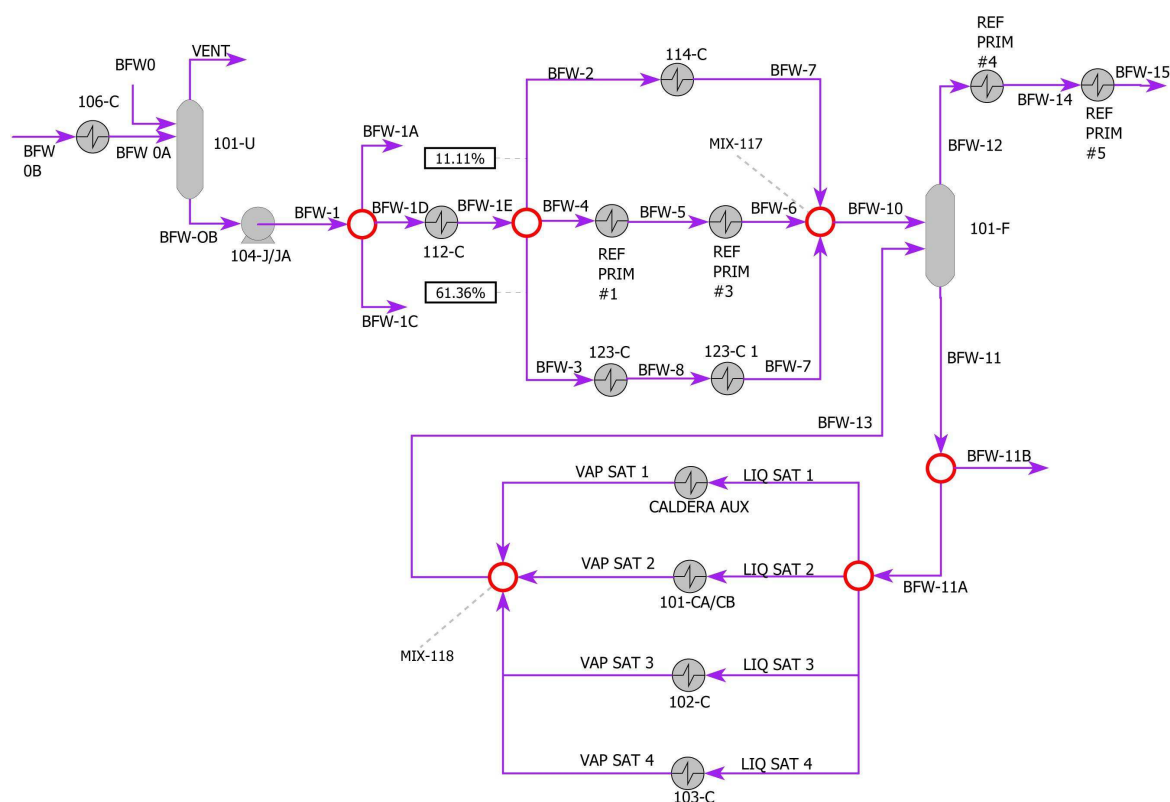 VENT
BFW0
106-C
BFW
0B
BFW 0A
101-U
BFW-OB
104-J/JA
BFW-1
BFW-1A
BFW-1D
BFW-1C
112-C
BFW-1E
11.11%
61.36%
BFW-2
114-C
BFW-7
MIX-117
BFW-4
REF
PRIM
#1
BFW-5
REF
PRIM
#3
BFW-6
BFW-3
123-C
BFW-8
123-C 1
BFW-7
BFW-10
101-F
BFW-12
REF
PRIM
#4
BFW-14
REF
PRIM
#5
BFW-15
BFW-11
BFW-13
BFW-11B
BFW-11A
VAP SAT 1
CALDERA AUX
LIQ SAT 1
VAP SAT 2
101-CA/CB
LIQ SAT 2
MIX-118
VAP SAT 3
102-C
LIQ SAT 3
VAP SAT 4
103-C
LIQ SAT 4